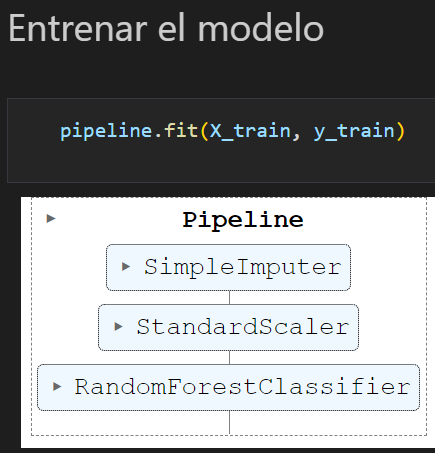 Entrenar el modelo
pipeline.fit(X_train, y_train)
Pipeline
SimpleImputer
StandardScaler
RandomForestClassifier